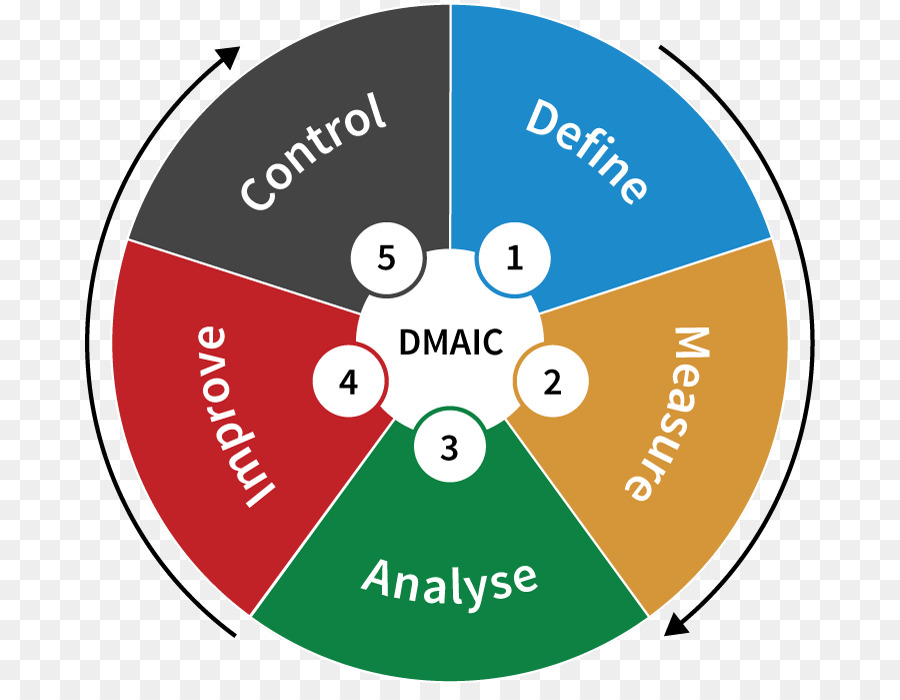 DMAIC
1
Define
2
Measure
3
Analyse
4
Improve
5
Control